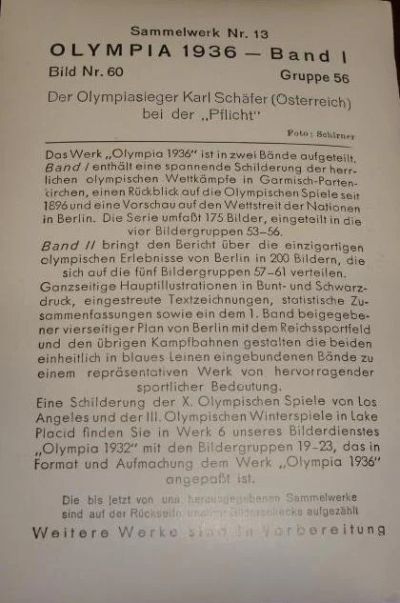 Sammelwerk Nr. 13
OLYMPIA 1936 — Band I
Bild Nr. 60 Gruppe 56
Der Olympiasieger Karl Schäfer (Österreich)
bei der „Pflicht"
Foto: Schirner
Das Werk „Olympia 1936" ist in zwei Bände aufgeteilt.
Band I enthält eine spannende Schilderung der herr-
lichen olympischen Wettkämpfe in Garmisch-Parten-
kirchen, einen Rückblick auf die Olympischen Spiele seit
1896 und eine Vorschau auf den Wettstreit der Nationen
in Berlin. Die Serie umfaßt 175 Bilder, eingeteilt in die
vier Bildergruppen 53–56.
Band II bringt den Bericht über die einzigartigen
olympischen Erlebnisse von Berlin in 200 Bildern, die
sich auf die fünf Bildergruppen 57–61 verteilen.
Ganzseitige Hauptillustrationen in Bunt- und Schwarz-
druck, eingestreute Textzeichnungen, statistische Zu-
sammenfassungen sowie ein dem 1. Band beigegebe-
ner vierseitiger Plan von Berlin mit dem Reichssportfeld
und den übrigen Kampfbahnen gestalten die beiden
einheitlich in blaues Leinen eingebundenen Bände zu
einem repräsentativen Werk von hervorragender
sportlicher Bedeutung.
Eine Schilderung der X. Olympischen Spiele von Los
Angeles und der III. Olympischen Winterspiele in Lake
Placid finden Sie in Werk 6 unseres Bilderdienstes
„Olympia 1932" mit den Bildergruppen 19–23, das in
Format und Aufmachung dem Werk „Olympia 1936"
angepaßt ist.
Die bis jetzt von uns herausgegebenen Sammelwerke
sind auf der Rückseite unserer Bilderschecke aufgezählt
Weitere Werke sind in Vorbereitung